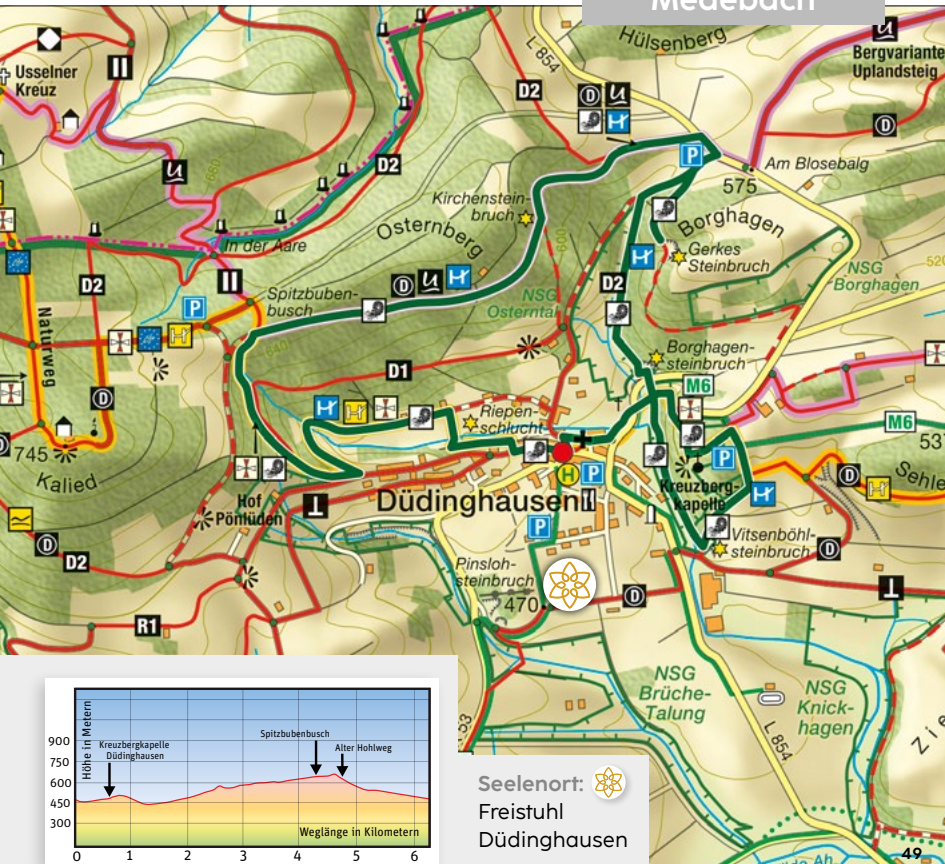 Medebach
Hülsenberg
L 854
Bergvariante
Uplandsteig
Usselner
Kreuz
D2
D
Am Blosebalg
575
D2
Kirchenstein-
bruch
Osternberg
Borghagen
Gerkes
Steinbruch
In der Aare
NSG
Borghagen
D2
D2
Spitzbuben-
busch
NSG
Osterntal
Naturweg
Borghagen-
steinbruch
D1
M6
Riepen-
schlucht
M6
745
Kalied
Düdinghausen
Kreuzberg-
kapelle
Sehle
Hof
Pönlüden
Vitsenböhl-
steinbruch
D2
Pinsloh-
steinbruch
470
R1
NSG
Brüche-
Talung
NSG
Knick-
hagen
L 854
Höhe in Metern
900
750
600
450
300
Kreuzbergkapelle
Düdinghausen
Spitzbubenbusch
Alter Hohlweg
Weglänge in Kilometern
0 1 2 3 4 5 6
Seelenort:
Freistuhl
Düdinghausen
49